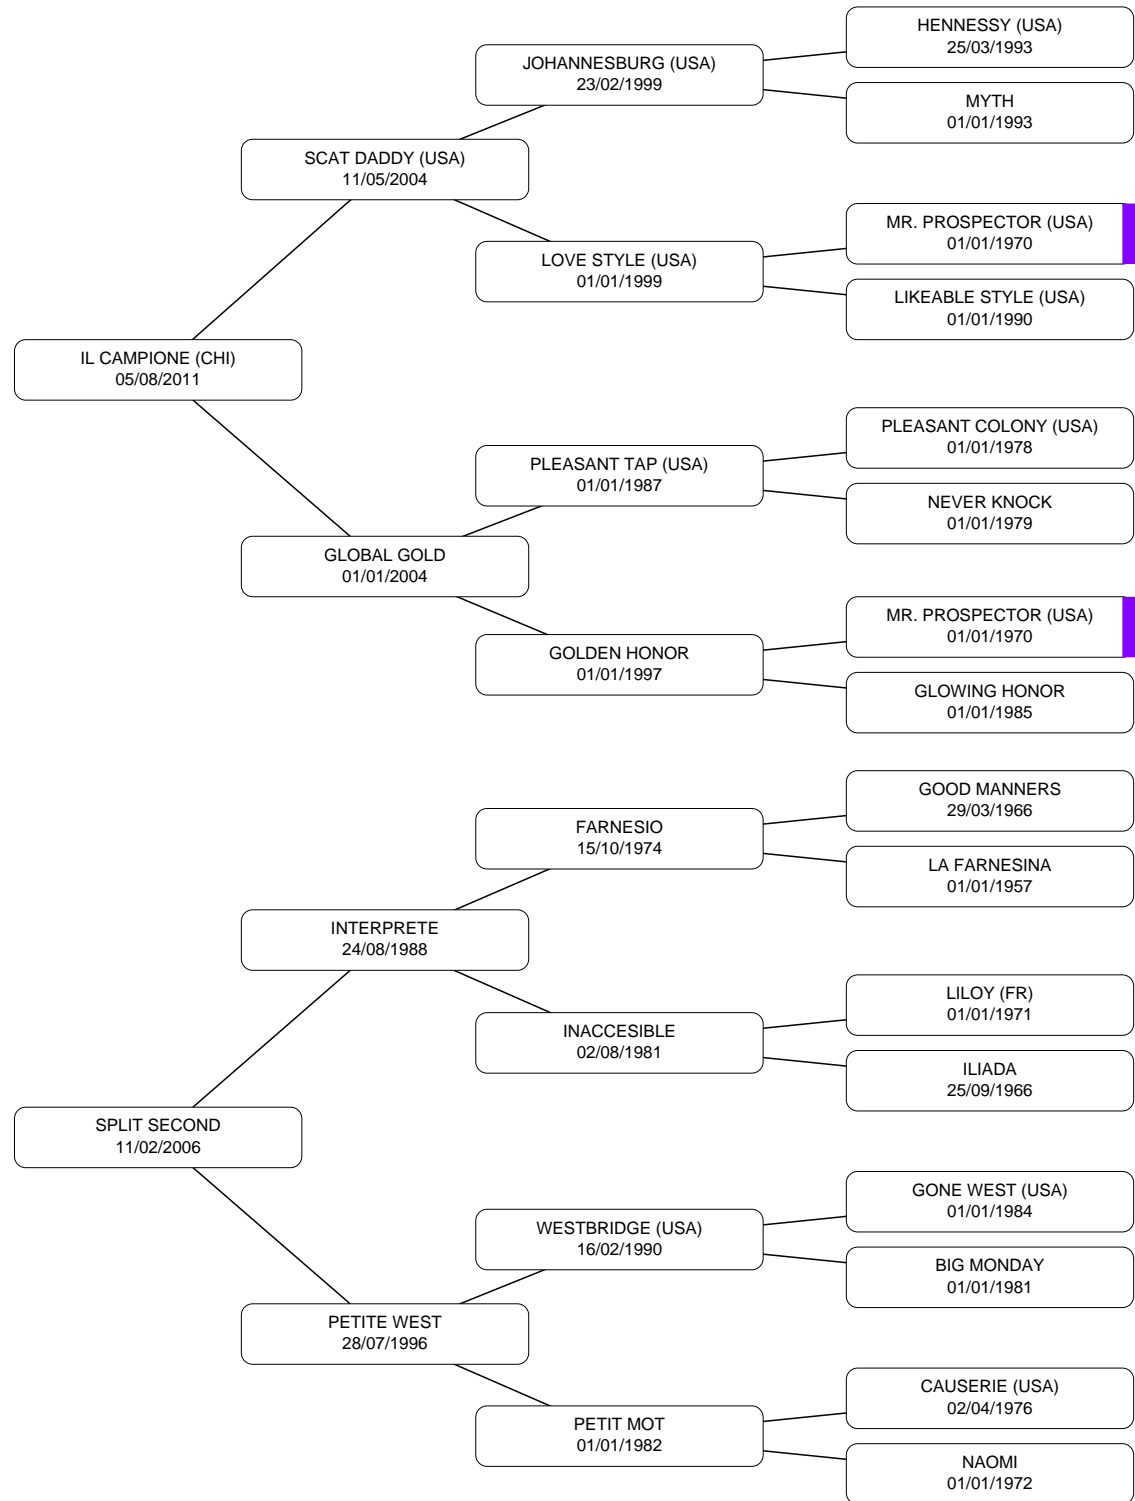 HENNESSY (USA)
25/03/1993
JOHANNESBURG (USA)
23/02/1999
MYTH
01/01/1993
SCAT DADDY (USA)
11/05/2004
MR. PROSPECTOR (USA)
01/01/1970
LOVE STYLE (USA)
01/01/1999
LIKEABLE STYLE (USA)
01/01/1990
IL CAMPIONE (CHI)
05/08/2011
PLEASANT COLONY (USA)
01/01/1978
PLEASANT TAP (USA)
01/01/1987
NEVER KNOCK
01/01/1979
GLOBAL GOLD
01/01/2004
MR. PROSPECTOR (USA)
01/01/1970
GOLDEN HONOR
01/01/1997
GLOWING HONOR
01/01/1985
GOOD MANNERS
29/03/1966
FARNESIO
15/10/1974
LA FARNESINA
01/01/1957
INTERPRETE
24/08/1988
LILOY (FR)
01/01/1971
INACCESIBLE
02/08/1981
ILIADA
25/09/1966
SPLIT SECOND
11/02/2006
GONE WEST (USA)
01/01/1984
WESTBRIDGE (USA)
16/02/1990
BIG MONDAY
01/01/1981
PETITE WEST
28/07/1996
CAUSERIE (USA)
02/04/1976
PETIT MOT
01/01/1982
NAOMI
01/01/1972